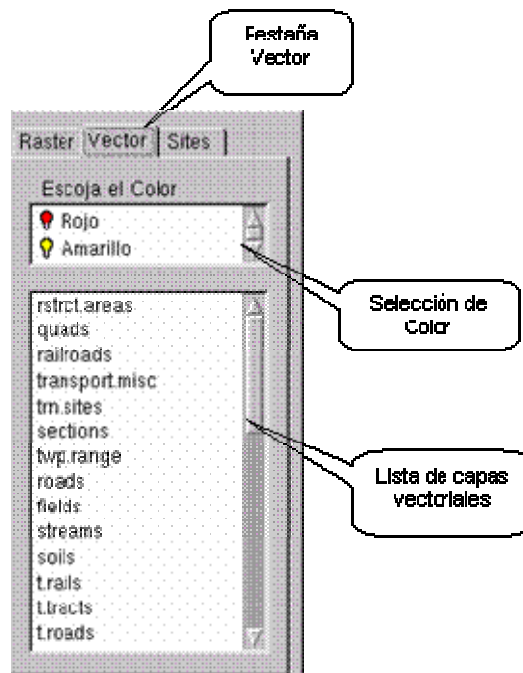 Pestaña
Vector
Raster Vector Sites
Escoja el Color
Rojo
Amarillo
Selección de
Color
rstrct.areas
quads
railroads
transport.misc
trn.sites
sections
twp.range
roads
fields
streams
soils
t.rails
t.tracts
t.roads
Lista de capas
vectoriales